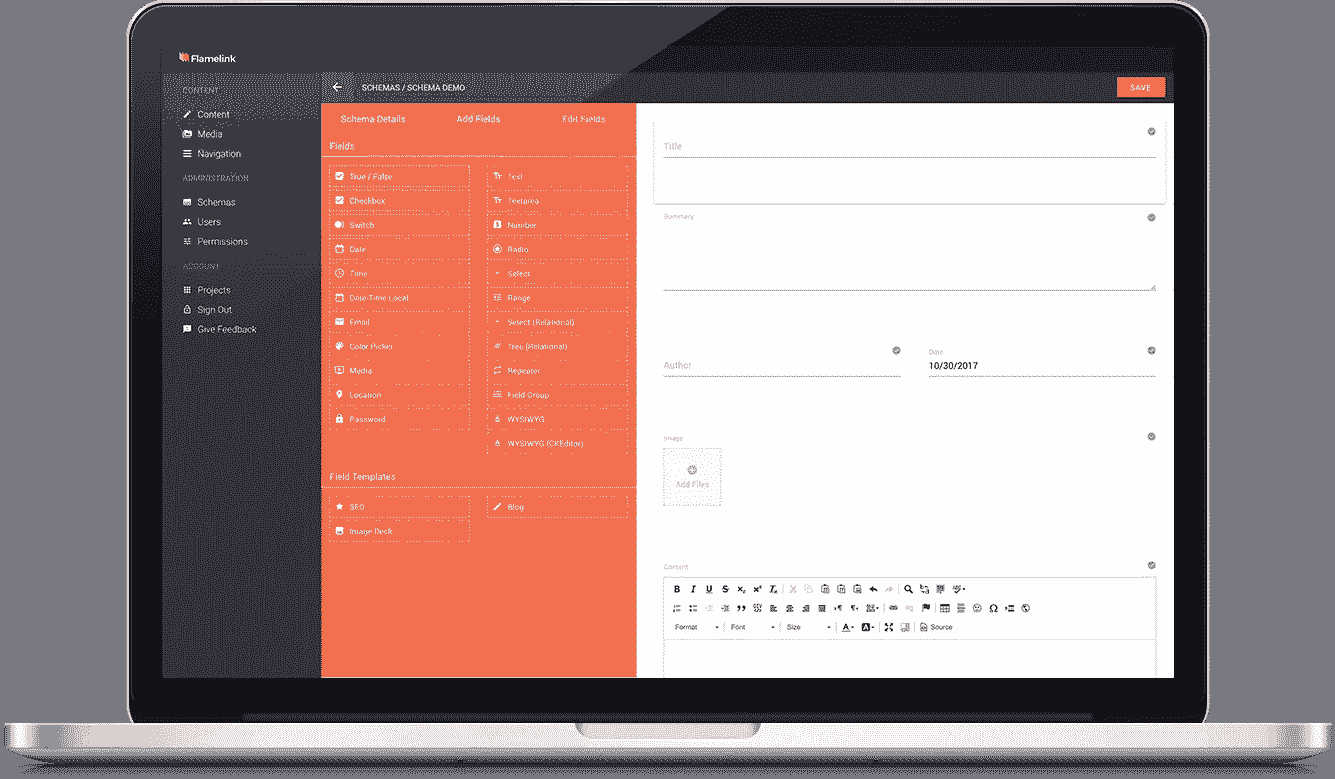 Flamelink
CONTENT
Content
Media
Navigation
ADMINISTRATION
Schemas
Users
Permissions
ACCOUNT
Projects
Sign Out
Give Feedback
SCHEMAS / SCHEMA DEMO
SAVE
Schema Details Add Fields Edit Fields
Fields
True / False Text
Checkbox Textarea
Switch Number
Date Radio
Time Select
Date-Time Local Range
Email Select (Relational)
Color Picker Tree (Relational)
Media Repeater
Location Field Group
Password WYSIWYG
WYSIWYG (CKEditor)
Field Templates
SEO Blog
Image Deck
Title
Summary
Author
Date
10/30/2017
Image
Add Files
Content
Format Font Size Source